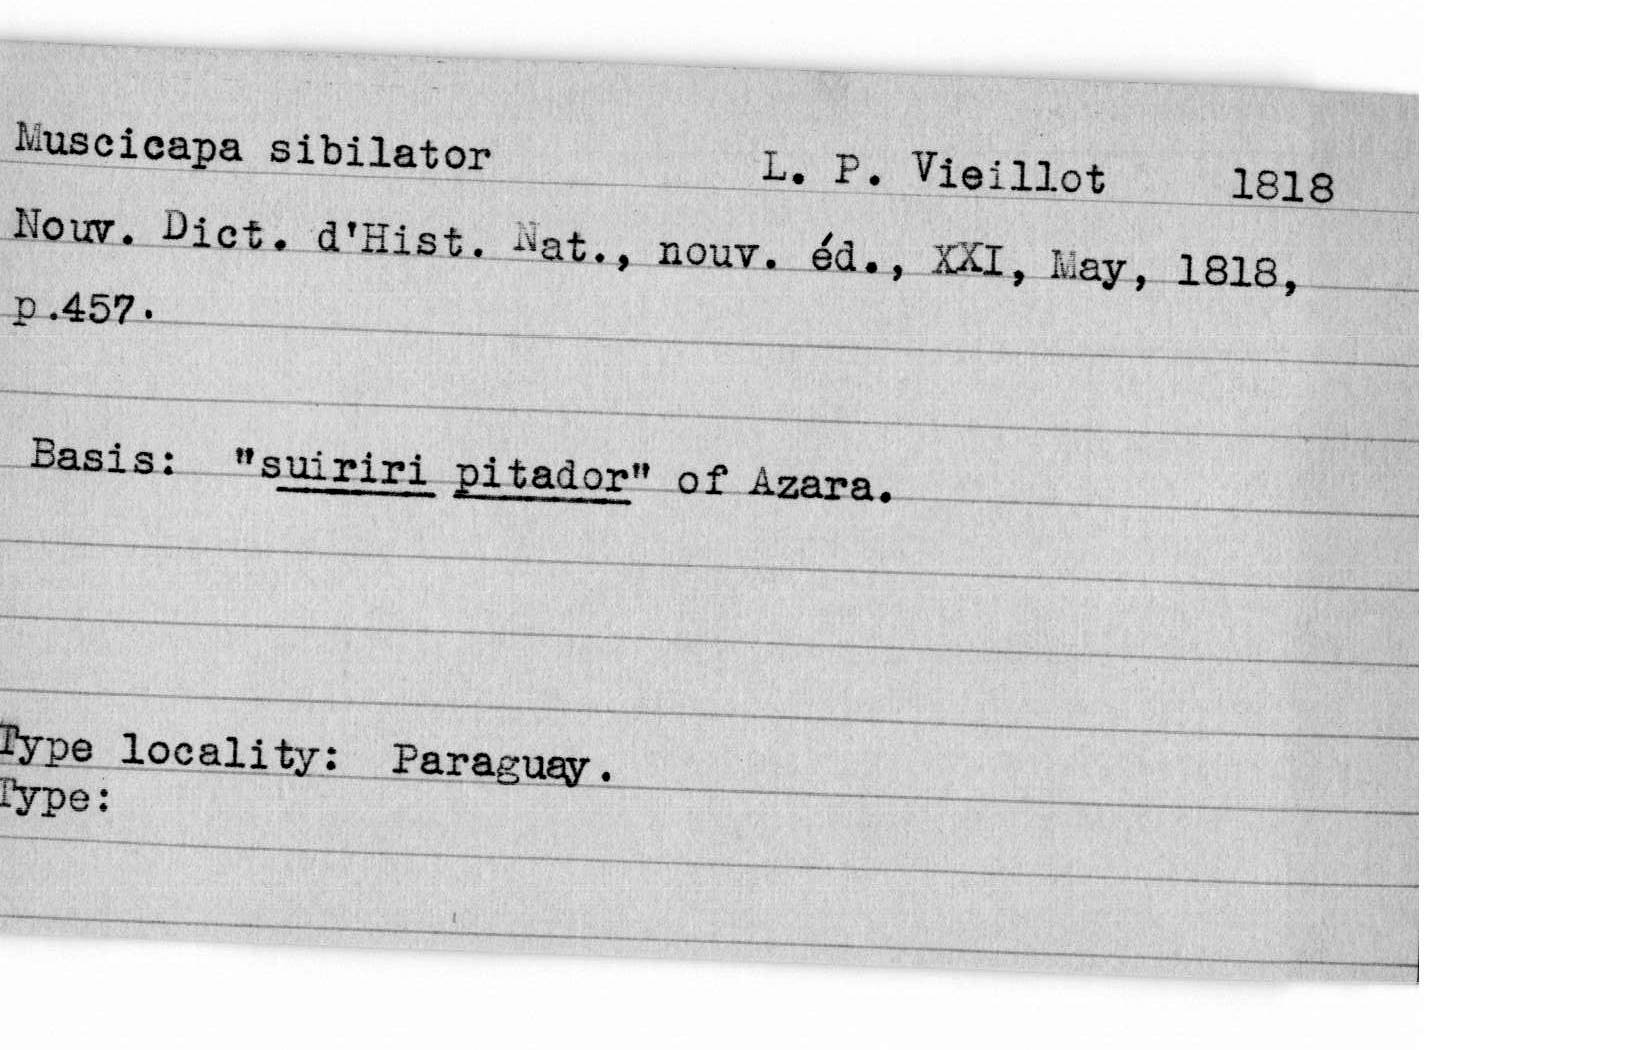 Muscicapa sibilator L. P. Vieillot 1818
Nouv. Dict. d'Hist. Nat., nouv. éd., XXI, May, 1818,
p.457.
Basis: "suiriri pitador" of Azara.
Type locality: Paraguay.
Type: